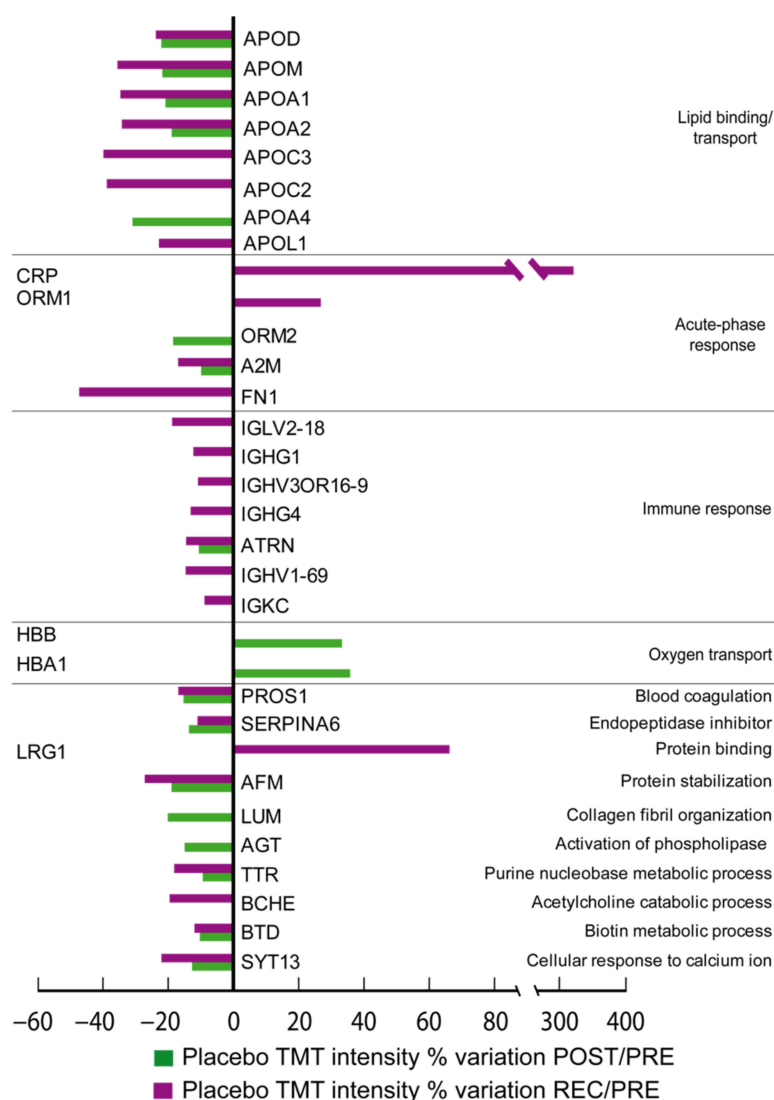 APOD
APOM
APOA1
APOA2
APOC3
APOC2
APOA4
APOL1
Lipid binding/
transport
CRP
ORM1
ORM2
A2M
FN1
Acute-phase
response
IGLV2-18
IGHG1
IGHV3OR16-9
IGHG4
ATRN
IGHV1-69
IGKC
Immune response
HBB
HBA1
Oxygen transport
PROS1 Blood coagulation
SERPINA6 Endopeptidase inhibitor
LRG1 Protein binding
AFM Protein stabilization
LUM Collagen fibril organization
AGT Activation of phospholipase
TTR Purine nucleobase metabolic process
BCHE Acetylcholine catabolic process
BTD Biotin metabolic process
SYT13 Cellular response to calcium ion
−60 −40 −20 0 20 40 60 80 300 400
Placebo TMT intensity % variation POST/PRE
Placebo TMT intensity % variation REC/PRE